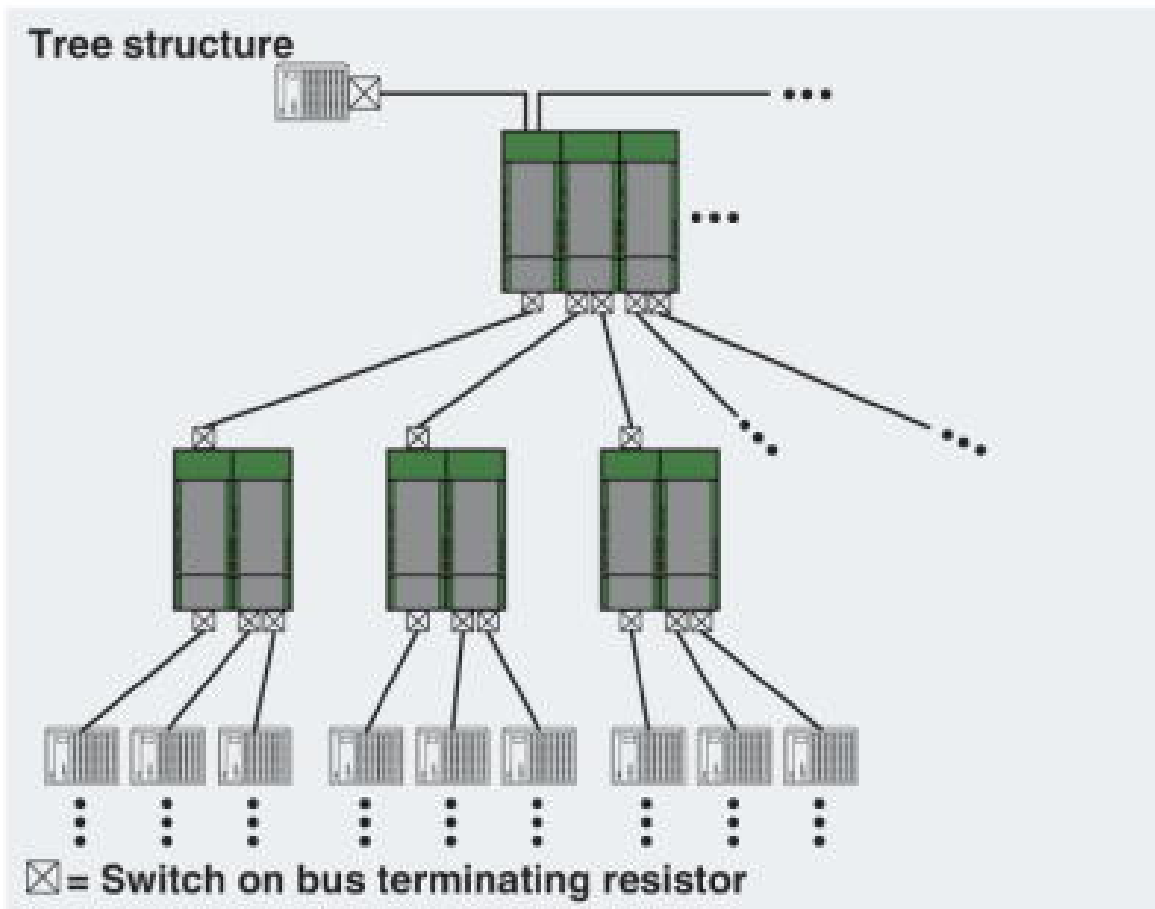 Tree structure
= Switch on bus terminating resistor